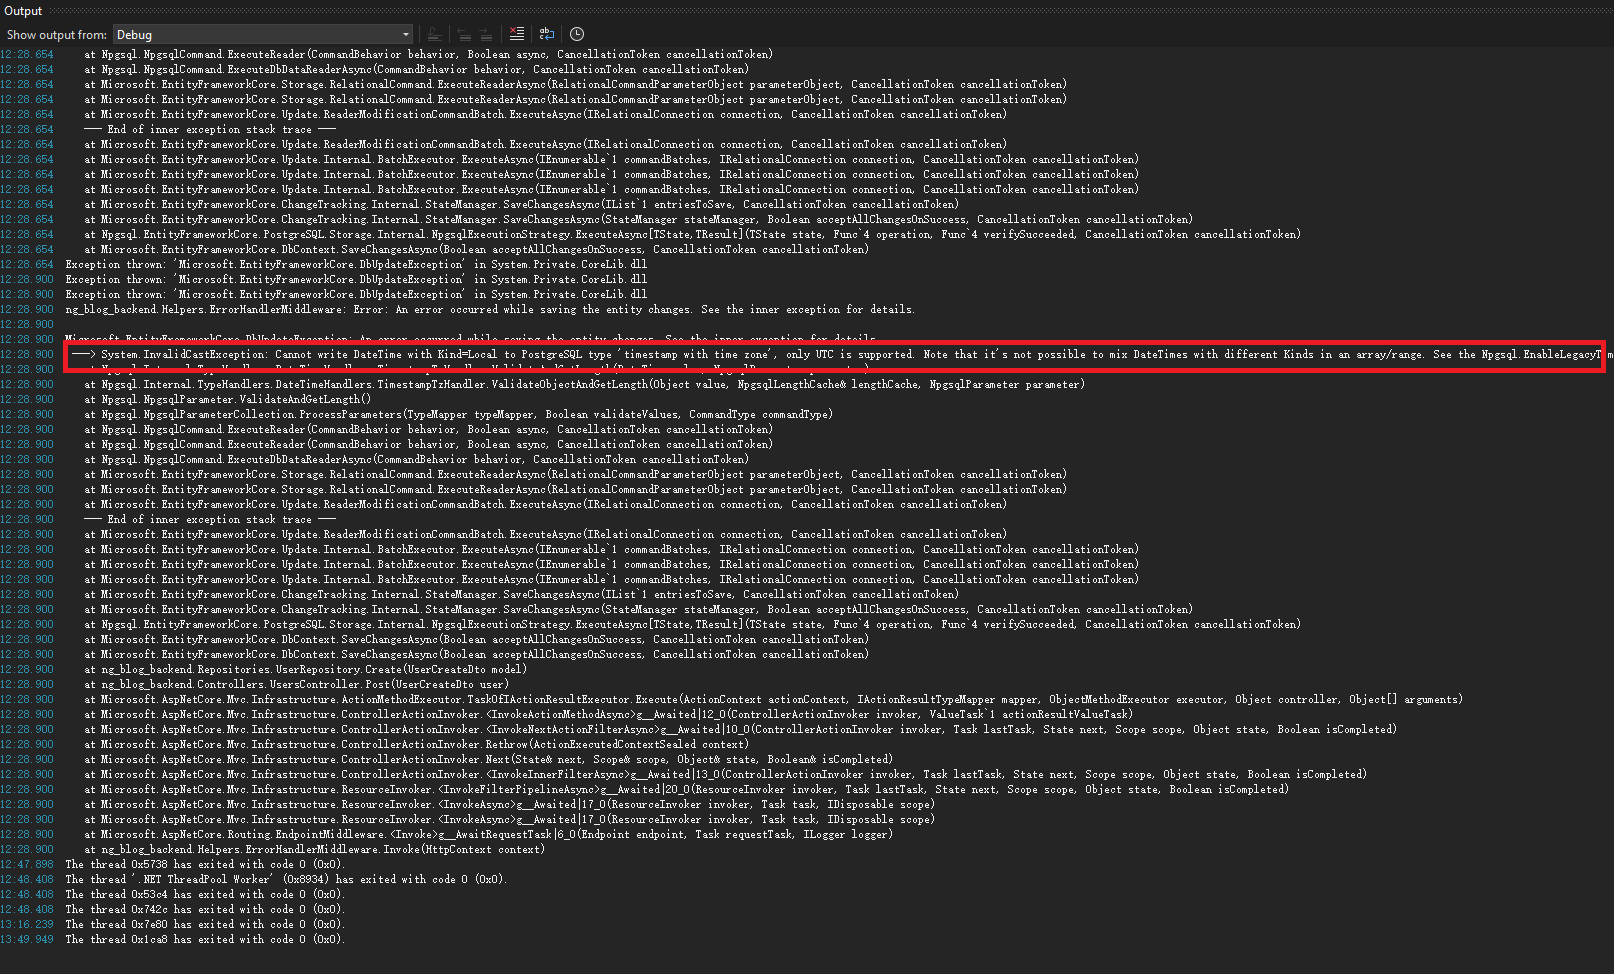 Output
Show output from: Debug
12:28.654 at Npgsql.NpgsqlCommand.ExecuteReader(CommandBehavior behavior, Boolean async, CancellationToken cancellationToken)
12:28.654 at Npgsql.NpgsqlCommand.ExecuteDbDataReaderAsync(CommandBehavior behavior, CancellationToken cancellationToken)
12:28.654 at Microsoft.EntityFrameworkCore.Storage.RelationalCommand.ExecuteReaderAsync(RelationalCommandParameterObject parameterObject, CancellationToken cancellationToken)
12:28.654 at Microsoft.EntityFrameworkCore.Storage.RelationalCommand.ExecuteReaderAsync(RelationalCommandParameterObject parameterObject, CancellationToken cancellationToken)
12:28.654 at Microsoft.EntityFrameworkCore.Update.ReaderModificationCommandBatch.ExecuteAsync(IRelationalConnection connection, CancellationToken cancellationToken)
12:28.654 --- End of inner exception stack trace ---
12:28.654 at Microsoft.EntityFrameworkCore.Update.ReaderModificationCommandBatch.ExecuteAsync(IRelationalConnection connection, CancellationToken cancellationToken)
12:28.654 at Microsoft.EntityFrameworkCore.Update.Internal.BatchExecutor.ExecuteAsync(IEnumerable`1 commandBatches, IRelationalConnection connection, CancellationToken cancellationToken)
12:28.654 at Microsoft.EntityFrameworkCore.Update.Internal.BatchExecutor.ExecuteAsync(IEnumerable`1 commandBatches, IRelationalConnection connection, CancellationToken cancellationToken)
12:28.654 at Microsoft.EntityFrameworkCore.Update.Internal.BatchExecutor.ExecuteAsync(IEnumerable`1 commandBatches, IRelationalConnection connection, CancellationToken cancellationToken)
12:28.654 at Microsoft.EntityFrameworkCore.ChangeTracking.Internal.StateManager.SaveChangesAsync(IList`1 entriesToSave, CancellationToken cancellationToken)
12:28.654 at Microsoft.EntityFrameworkCore.ChangeTracking.Internal.StateManager.SaveChangesAsync(StateManager stateManager, Boolean acceptAllChangesOnSuccess, CancellationToken cancellationToken)
12:28.654 at Npgsql.EntityFrameworkCore.PostgreSQL.Storage.Internal.NpgsqlExecutionStrategy.ExecuteAsync[TState,TResult](TState state, Func`4 operation, Func`4 verifySucceeded, CancellationToken cancellationToken)
12:28.654 at Microsoft.EntityFrameworkCore.DbContext.SaveChangesAsync(Boolean acceptAllChangesOnSuccess, CancellationToken cancellationToken)
12:28.654 Exception thrown: 'Microsoft.EntityFrameworkCore.DbUpdateException' in System.Private.CoreLib.dll
12:28.900 Exception thrown: 'Microsoft.EntityFrameworkCore.DbUpdateException' in System.Private.CoreLib.dll
12:28.900 Exception thrown: 'Microsoft.EntityFrameworkCore.DbUpdateException' in System.Private.CoreLib.dll
12:28.900 ng_blog_backend.Helpers.ErrorHandlerMiddleware: Error: An error occurred while saving the entity changes. See the inner exception for details.
12:28.900
12:28.900 Microsoft.EntityFrameworkCore.DbUpdateException: An error occurred while saving the entity changes. See the inner exception for details.
12:28.900 ---> System.InvalidCastException: Cannot write DateTime with Kind=Local to PostgreSQL type 'timestamp with time zone', only UTC is supported. Note that it's not possible to mix DateTimes with different Kinds in an array/range. See the Npgsql.EnableLegacyTim
12:28.900
12:28.900 at Npgsql.Internal.TypeHandlers.DateTimeHandlers.TimestampTzHandler.ValidateObjectAndGetLength(Object value, NpgsqlLengthCache& lengthCache, NpgsqlParameter parameter)
12:28.900 at Npgsql.NpgsqlParameter.ValidateAndGetLength()
12:28.900 at Npgsql.NpgsqlParameterCollection.ProcessParameters(TypeMapper typeMapper, Boolean validateValues, CommandType commandType)
12:28.900 at Npgsql.NpgsqlCommand.ExecuteReader(CommandBehavior behavior, Boolean async, CancellationToken cancellationToken)
12:28.900 at Npgsql.NpgsqlCommand.ExecuteReader(CommandBehavior behavior, Boolean async, CancellationToken cancellationToken)
12:28.900 at Npgsql.NpgsqlCommand.ExecuteDbDataReaderAsync(CommandBehavior behavior, CancellationToken cancellationToken)
12:28.900 at Microsoft.EntityFrameworkCore.Storage.RelationalCommand.ExecuteReaderAsync(RelationalCommandParameterObject parameterObject, CancellationToken cancellationToken)
12:28.900 at Microsoft.EntityFrameworkCore.Storage.RelationalCommand.ExecuteReaderAsync(RelationalCommandParameterObject parameterObject, CancellationToken cancellationToken)
12:28.900 at Microsoft.EntityFrameworkCore.Update.ReaderModificationCommandBatch.ExecuteAsync(IRelationalConnection connection, CancellationToken cancellationToken)
12:28.900 --- End of inner exception stack trace ---
12:28.900 at Microsoft.EntityFrameworkCore.Update.ReaderModificationCommandBatch.ExecuteAsync(IRelationalConnection connection, CancellationToken cancellationToken)
12:28.900 at Microsoft.EntityFrameworkCore.Update.Internal.BatchExecutor.ExecuteAsync(IEnumerable`1 commandBatches, IRelationalConnection connection, CancellationToken cancellationToken)
12:28.900 at Microsoft.EntityFrameworkCore.Update.Internal.BatchExecutor.ExecuteAsync(IEnumerable`1 commandBatches, IRelationalConnection connection, CancellationToken cancellationToken)
12:28.900 at Microsoft.EntityFrameworkCore.Update.Internal.BatchExecutor.ExecuteAsync(IEnumerable`1 commandBatches, IRelationalConnection connection, CancellationToken cancellationToken)
12:28.900 at Microsoft.EntityFrameworkCore.ChangeTracking.Internal.StateManager.SaveChangesAsync(IList`1 entriesToSave, CancellationToken cancellationToken)
12:28.900 at Microsoft.EntityFrameworkCore.ChangeTracking.Internal.StateManager.SaveChangesAsync(StateManager stateManager, Boolean acceptAllChangesOnSuccess, CancellationToken cancellationToken)
12:28.900 at Npgsql.EntityFrameworkCore.PostgreSQL.Storage.Internal.NpgsqlExecutionStrategy.ExecuteAsync[TState,TResult](TState state, Func`4 operation, Func`4 verifySucceeded, CancellationToken cancellationToken)
12:28.900 at Microsoft.EntityFrameworkCore.DbContext.SaveChangesAsync(Boolean acceptAllChangesOnSuccess, CancellationToken cancellationToken)
12:28.900 at Microsoft.EntityFrameworkCore.DbContext.SaveChangesAsync(Boolean acceptAllChangesOnSuccess, CancellationToken cancellationToken)
12:28.900 at ng_blog_backend.Repositories.UserRepository.Create(UserCreateDto model)
12:28.900 at ng_blog_backend.Controllers.UsersController.Post(UserCreateDto user)
12:28.900 at Microsoft.AspNetCore.Mvc.Infrastructure.ActionMethodExecutor.TaskOfIActionResultExecutor.Execute(ActionContext actionContext, IActionResultTypeMapper mapper, ObjectMethodExecutor executor, Object controller, Object[] arguments)
12:28.900 at Microsoft.AspNetCore.Mvc.Infrastructure.ControllerActionInvoker.<InvokeActionMethodAsync>g__Awaited|12_0(ControllerActionInvoker invoker, ValueTask`1 actionResultValueTask)
12:28.900 at Microsoft.AspNetCore.Mvc.Infrastructure.ControllerActionInvoker.<InvokeNextActionFilterAsync>g__Awaited|10_0(ControllerActionInvoker invoker, Task lastTask, State next, Scope scope, Object state, Boolean isCompleted)
12:28.900 at Microsoft.AspNetCore.Mvc.Infrastructure.ControllerActionInvoker.Rethrow(ActionExecutedContextSealed context)
12:28.900 at Microsoft.AspNetCore.Mvc.Infrastructure.ControllerActionInvoker.Next(State& next, Scope& scope, Object& state, Boolean& isCompleted)
12:28.900 at Microsoft.AspNetCore.Mvc.Infrastructure.ControllerActionInvoker.<InvokeInnerFilterAsync>g__Awaited|13_0(ControllerActionInvoker invoker, Task lastTask, State next, Scope scope, Object state, Boolean isCompleted)
12:28.900 at Microsoft.AspNetCore.Mvc.Infrastructure.ResourceInvoker.<InvokeFilterPipelineAsync>g__Awaited|20_0(ResourceInvoker invoker, Task lastTask, State next, Scope scope, Object state, Boolean isCompleted)
12:28.900 at Microsoft.AspNetCore.Mvc.Infrastructure.ResourceInvoker.<InvokeAsync>g__Awaited|17_0(ResourceInvoker invoker, Task task, IDisposable scope)
12:28.900 at Microsoft.AspNetCore.Mvc.Infrastructure.ResourceInvoker.<InvokeAsync>g__Awaited|17_0(ResourceInvoker invoker, Task task, IDisposable scope)
12:28.900 at Microsoft.AspNetCore.Routing.EndpointMiddleware.<Invoke>g__AwaitRequestTask|6_0(Endpoint endpoint, Task requestTask, ILogger logger)
12:28.900 at ng_blog_backend.Helpers.ErrorHandlerMiddleware.Invoke(HttpContext context)
12:47.898 The thread 0x5738 has exited with code 0 (0x0).
12:48.408 The thread '.NET ThreadPool Worker' (0x8934) has exited with code 0 (0x0).
12:48.408 The thread 0x53c4 has exited with code 0 (0x0).
12:48.408 The thread 0x742c has exited with code 0 (0x0).
13:16.239 The thread 0x7e80 has exited with code 0 (0x0).
13:49.949 The thread 0x1ca8 has exited with code 0 (0x0).